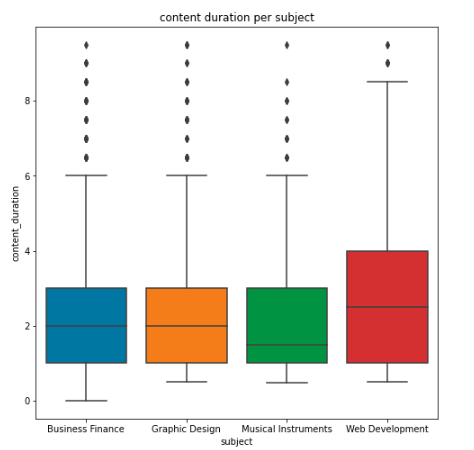 content duration per subject
content_duration
8
6
4
2
0
Business Finance
Graphic Design
Musical Instruments
Web Development
subject